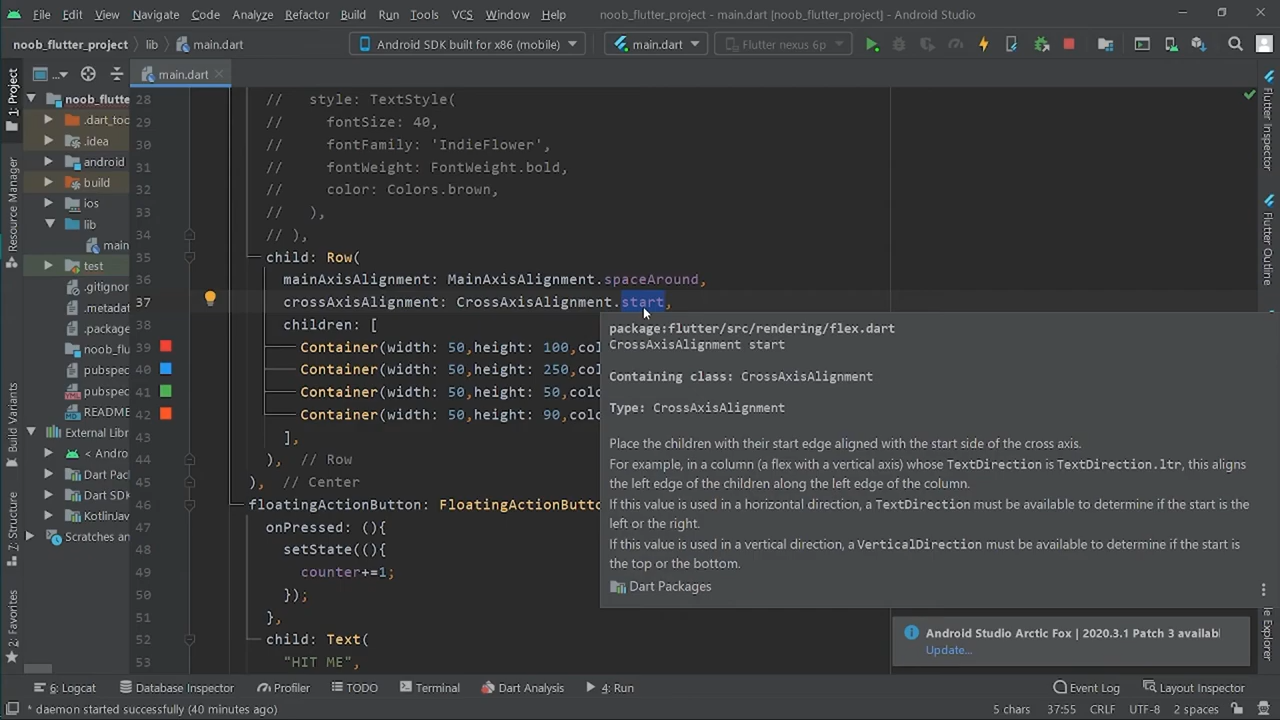 File Edit View Navigate Code Analyze Refactor Build Run Tools VCS Window Help noob_flutter_project - main.dart [noob_flutter_project] - Android Studio
noob_flutter_project lib main.dart Android SDK built for x86 (mobile) main.dart Flutter nexus 6p
1: Project
Resource Manager
Build Variants
7: Structure
2: Favorites
noob_flutte
.dart_too
.idea
android
build
ios
lib
main
test
.gitignor
.metadat
.package
noob_flu
pubspec
pubspec
README
External Lib
< Andro
Dart Pac
Dart SDK
KotlinJav
Scratches an
main.dart
28 // style: TextStyle(
29 // fontSize: 40,
30 // fontFamily: 'IndieFlower',
31 // fontWeight: FontWeight.bold,
32 // color: Colors.brown,
33 // ),
34 // ),
35 child: Row(
36 mainAxisAlignment: MainAxisAlignment.spaceAround,
37 crossAxisAlignment: CrossAxisAlignment.start,
38 children: [
39 Container(width: 50,height: 100,col
40 Container(width: 50,height: 250,col
41 Container(width: 50,height: 50,colo
42 Container(width: 50,height: 90,colo
43 ],
44 ), // Row
45 ), // Center
46 floatingActionButton: FloatingActionButto
47 onPressed: (){
48 setState((){
49 counter+=1;
50 });
51 },
52 child: Text(
53 "HIT ME",
package:flutter/src/rendering/flex.dart
CrossAxisAlignment start
Containing class: CrossAxisAlignment
Type: CrossAxisAlignment
Place the children with their start edge aligned with the start side of the cross axis.
For example, in a column (a flex with a vertical axis) whose TextDirection is TextDirection.ltr, this aligns
the left edge of the children along the left edge of the column.
If this value is used in a horizontal direction, a TextDirection must be available to determine if the start is the
left or the right.
If this value is used in a vertical direction, a VerticalDirection must be available to determine if the start is
the top or the bottom.
Dart Packages
Android Studio Arctic Fox | 2020.3.1 Patch 3 availabl
Update...
Flutter Inspector
Flutter Outline
e Explorer
6: Logcat Database Inspector Profiler TODO Terminal Dart Analysis 4: Run Event Log Layout Inspector
* daemon started successfully (40 minutes ago) 5 chars 37:55 CRLF UTF-8 2 spaces